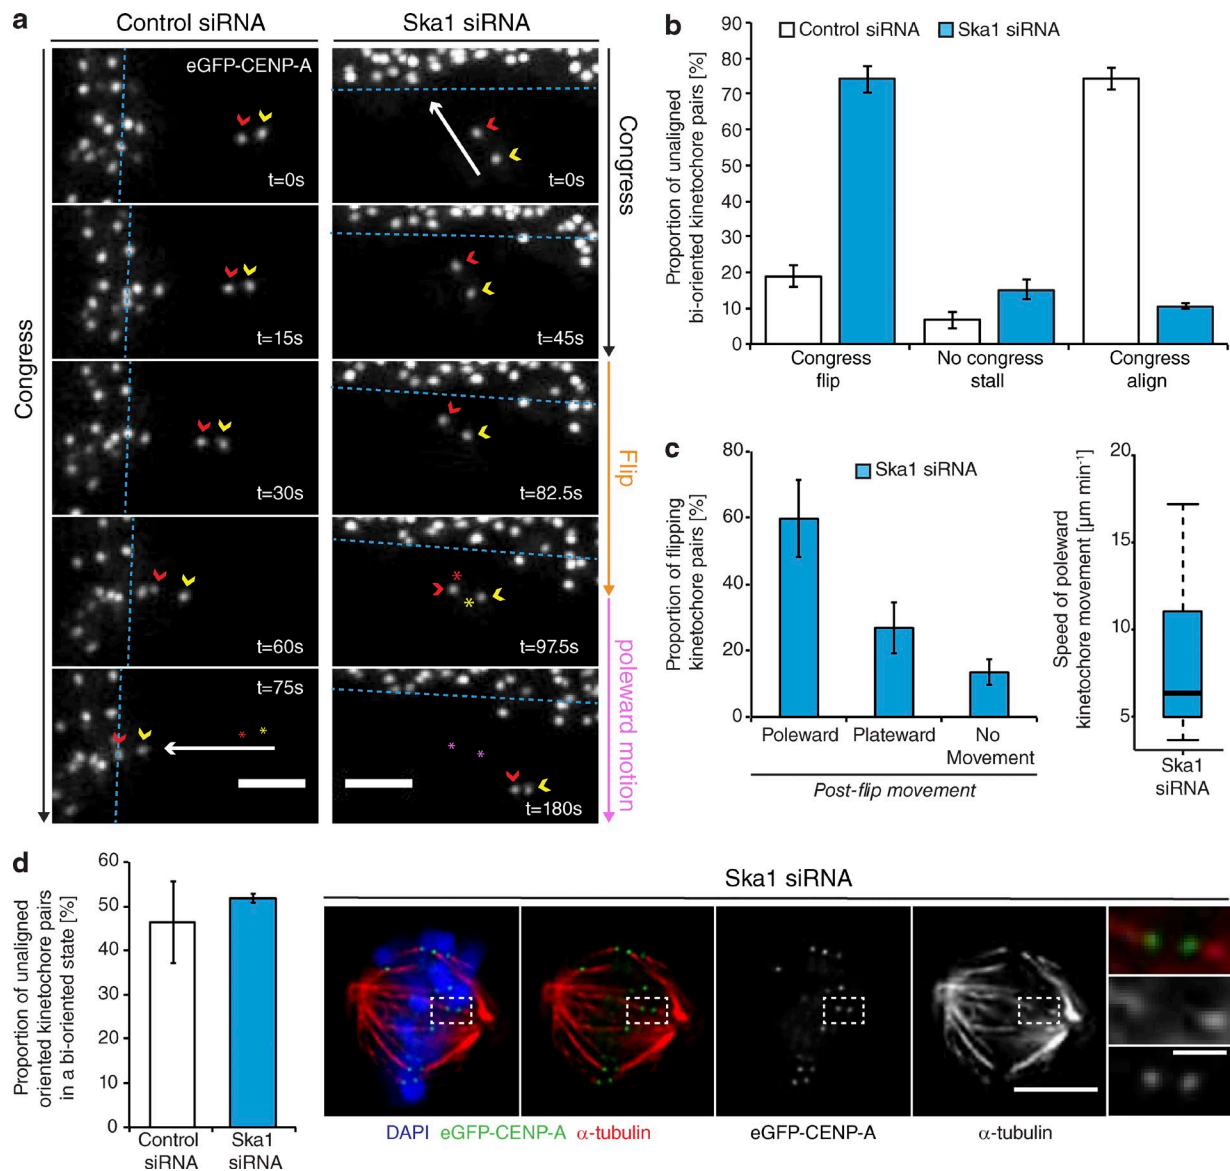 a
Control siRNA
Ska1 siRNA
eGFP-CENP-A
t=0s
t=0s
t=15s
t=45s
t=30s
t=82.5s
t=60s
t=97.5s
t=75s
t=180s
Congress
Congress
Flip
poleward motion
b
Control siRNA
Ska1 siRNA
Proportion of unaligned
bi-oriented kinetochore pairs [%]
90
80
70
60
50
40
30
20
10
0
Congress
flip
No congress
stall
Congress
align
c
Ska1 siRNA
Proportion of flipping
kinetochore pairs [%]
80
60
40
20
0
Poleward
Plateward
No
Movement
Post-flip movement
Speed of poleward
kinetochore movement [µm min⁻¹]
20
15
10
5
Ska1
siRNA
d
Proportion of unaligned
oriented kinetochore pairs
in a bi-oriented state [%]
60
50
40
30
20
10
0
Control
siRNA
Ska1
siRNA
Ska1 siRNA
DAPI eGFP-CENP-A α-tubulin
eGFP-CENP-A
α-tubulin